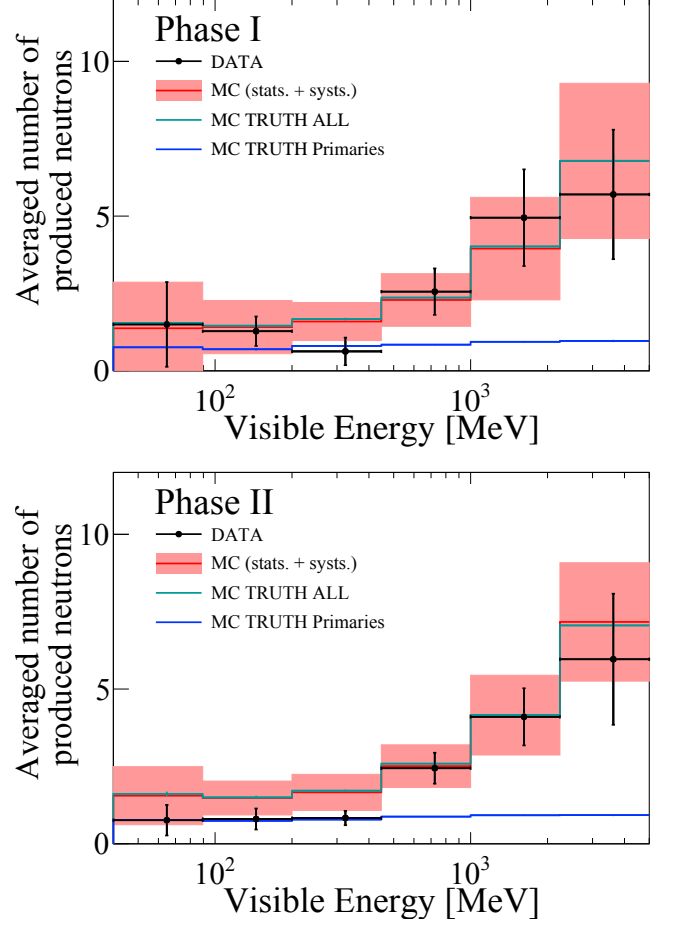 Phase I
DATA
MC (stats. + systs.)
MC TRUTH ALL
MC TRUTH Primaries
Averaged number of
produced neutrons
10
5
0
10²
10³
Visible Energy [MeV]
Phase II
DATA
MC (stats. + systs.)
MC TRUTH ALL
MC TRUTH Primaries
Averaged number of
produced neutrons
10
5
0
10²
10³
Visible Energy [MeV]